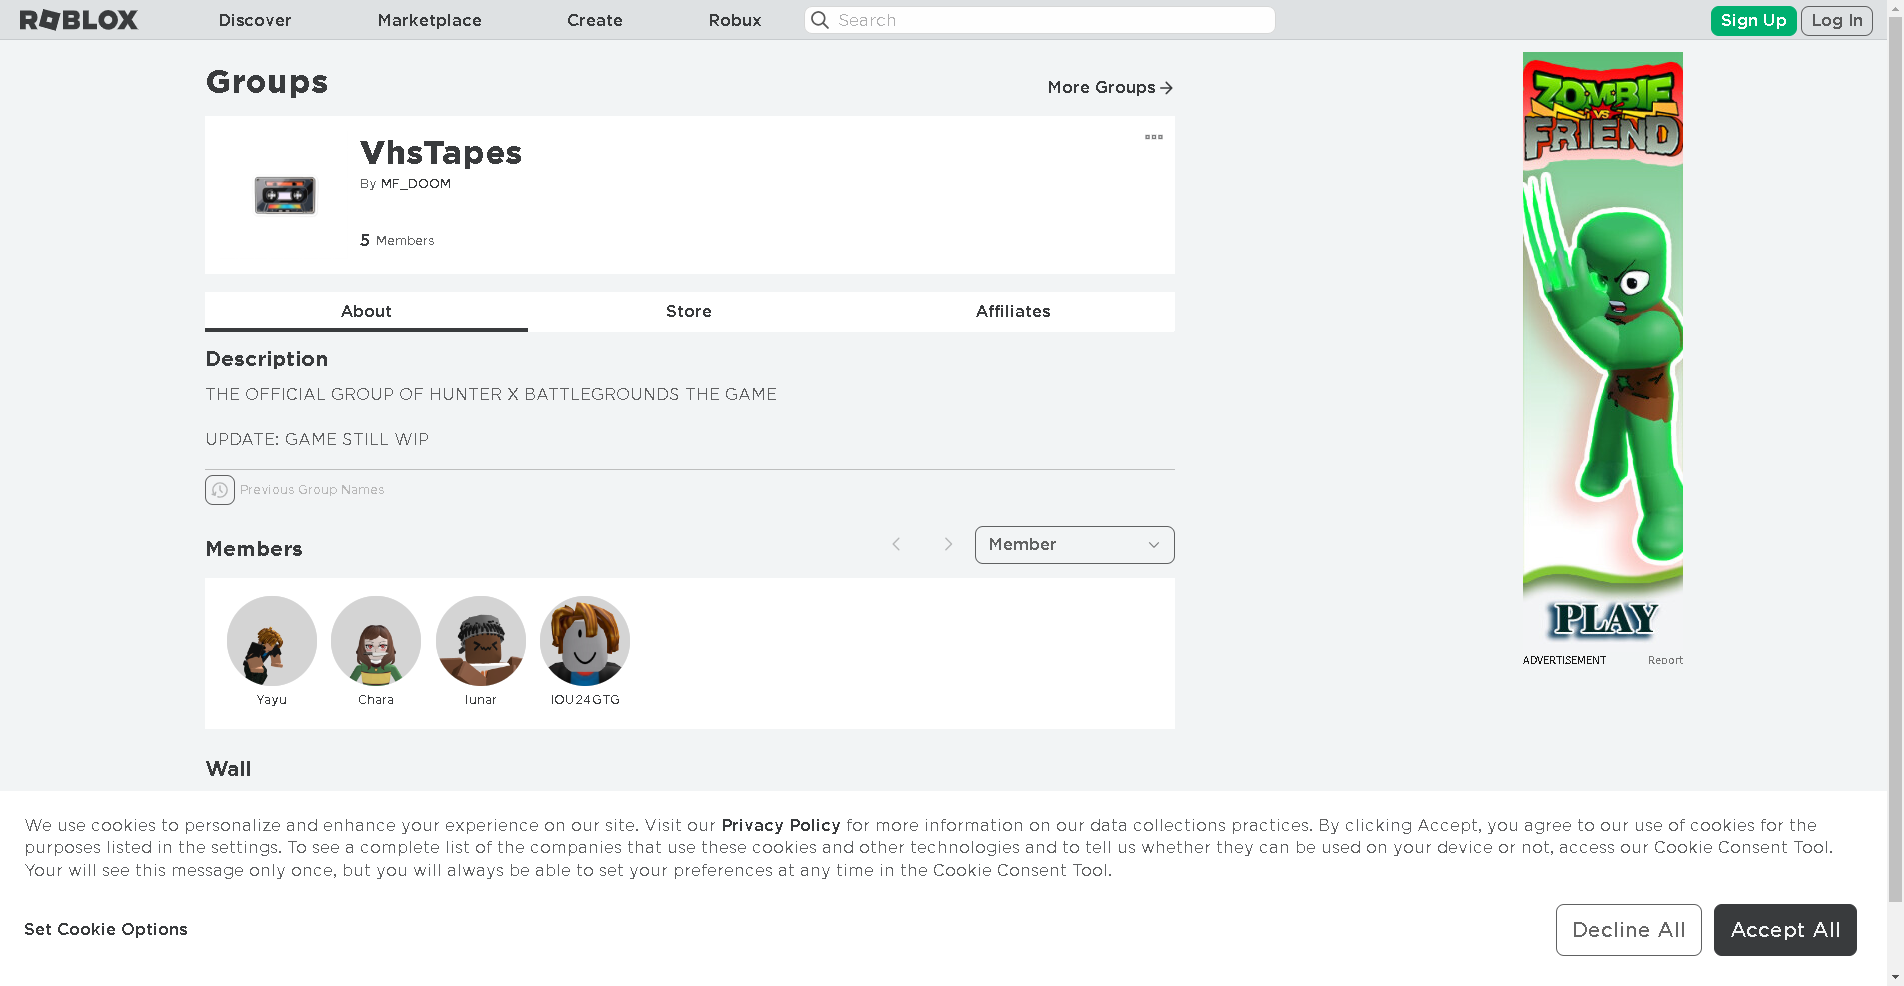 ROBLOX
Discover
Marketplace
Create
Robux
Search
Sign Up
Log In
Groups
More Groups
VhsTapes
By MF_DOOM
5 Members
About
Store
Affiliates
Description
THE OFFICIAL GROUP OF HUNTER X BATTLEGROUNDS THE GAME
UPDATE: GAME STILL WIP
Previous Group Names
Members
Member
Yayu
Chara
lunar
IOU24GTG
Wall
ZOMBIE
VS
FRIEND
PLAY
ADVERTISEMENT
Report
We use cookies to personalize and enhance your experience on our site. Visit our Privacy Policy for more information on our data collections practices. By clicking Accept, you agree to our use of cookies for the
purposes listed in the settings. To see a complete list of the companies that use these cookies and other technologies and to tell us whether they can be used on your device or not, access our Cookie Consent Tool.
Your will see this message only once, but you will always be able to set your preferences at any time in the Cookie Consent Tool.
Set Cookie Options
Decline All
Accept All